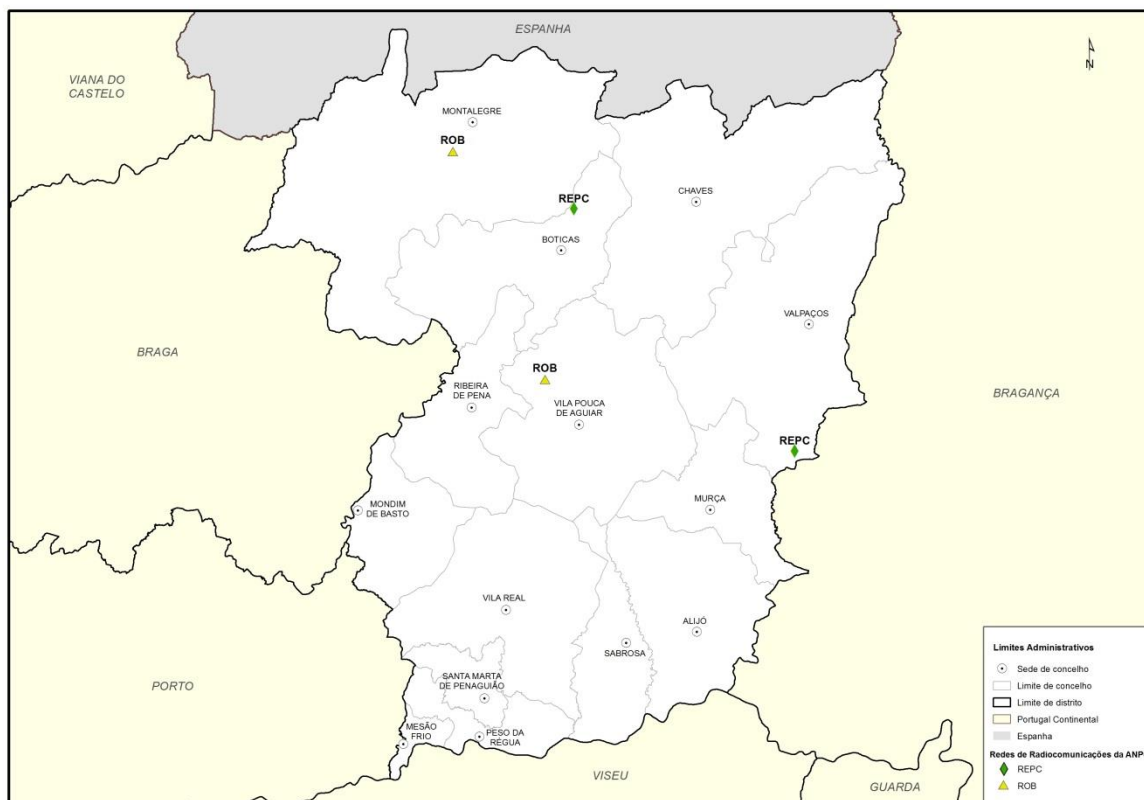 ESPANHA
VIANA DO
CASTELO
N
MONTALEGRE
ROB
REPC
CHAVES
BOTICAS
VALPAÇOS
BRAGA
ROB
RIBEIRA
DE PENA
VILA POUCA
DE AGUIAR
BRAGANÇA
REPC
MURÇA
MONDIM
DE BASTO
VILA REAL
ALIJÓ
SABROSA
SANTA MARTA
DE PENAGUIÃO
PORTO
MESÃO
FRIO
PESO DA
RÉGUA
VISEU
GUARDA
Limites Administrativos
Sede de concelho
Limite de concelho
Limite de distrito
Portugal Continental
Espanha
Redes de Radiocomunicações da ANP
REPC
ROB